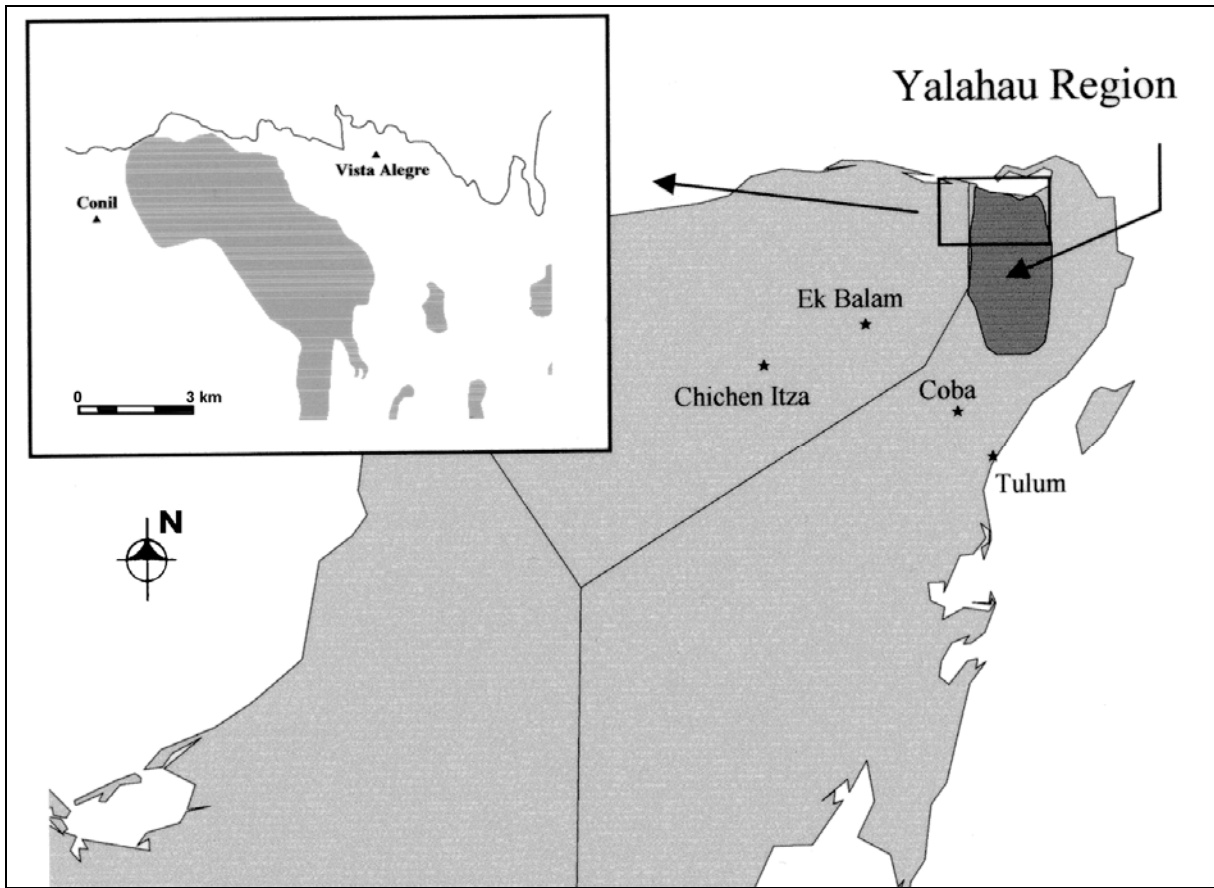 Yalahau Region
Vista Alegre
Conil
0 3 km
Ek Balam
Chichen Itza
Coba
Tulum
N